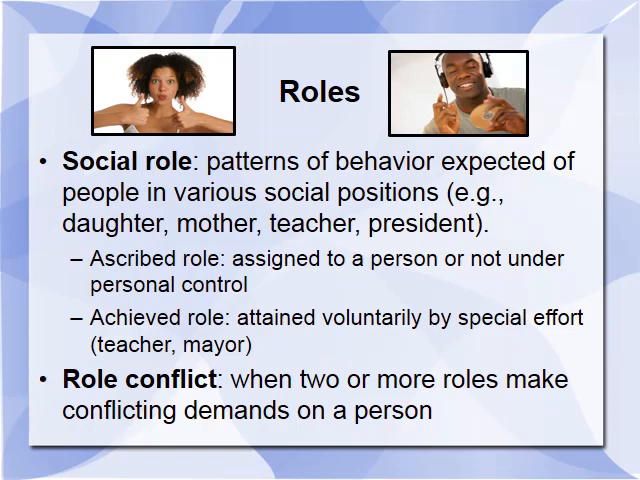 Roles
• Social role: patterns of behavior expected of
people in various social positions (e.g.,
daughter, mother, teacher, president).
– Ascribed role: assigned to a person or not under
personal control
– Achieved role: attained voluntarily by special effort
(teacher, mayor)
• Role conflict: when two or more roles make
conflicting demands on a person